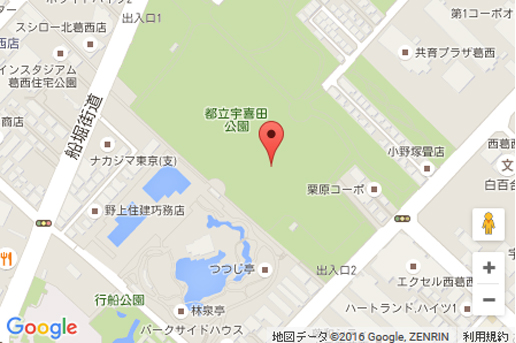 出入口1
第1コーポオ
スシロー北葛西店
西店
共育プラザ葛西
インスタジアム
葛西住宅公園
船堀街道
都立宇喜田
公園
商店
ナカジマ東京(支)
小野塚畳店
西葛西
文
栗原コーポ
白百合
野上住建巧務店
つつじ亭
出入口2
エクセル西葛西
行船公園
林泉亭
ハートランド,ハイツ1
パークサイドハウス
Google
地図データ ©2016 Google, ZENRIN
利用規約